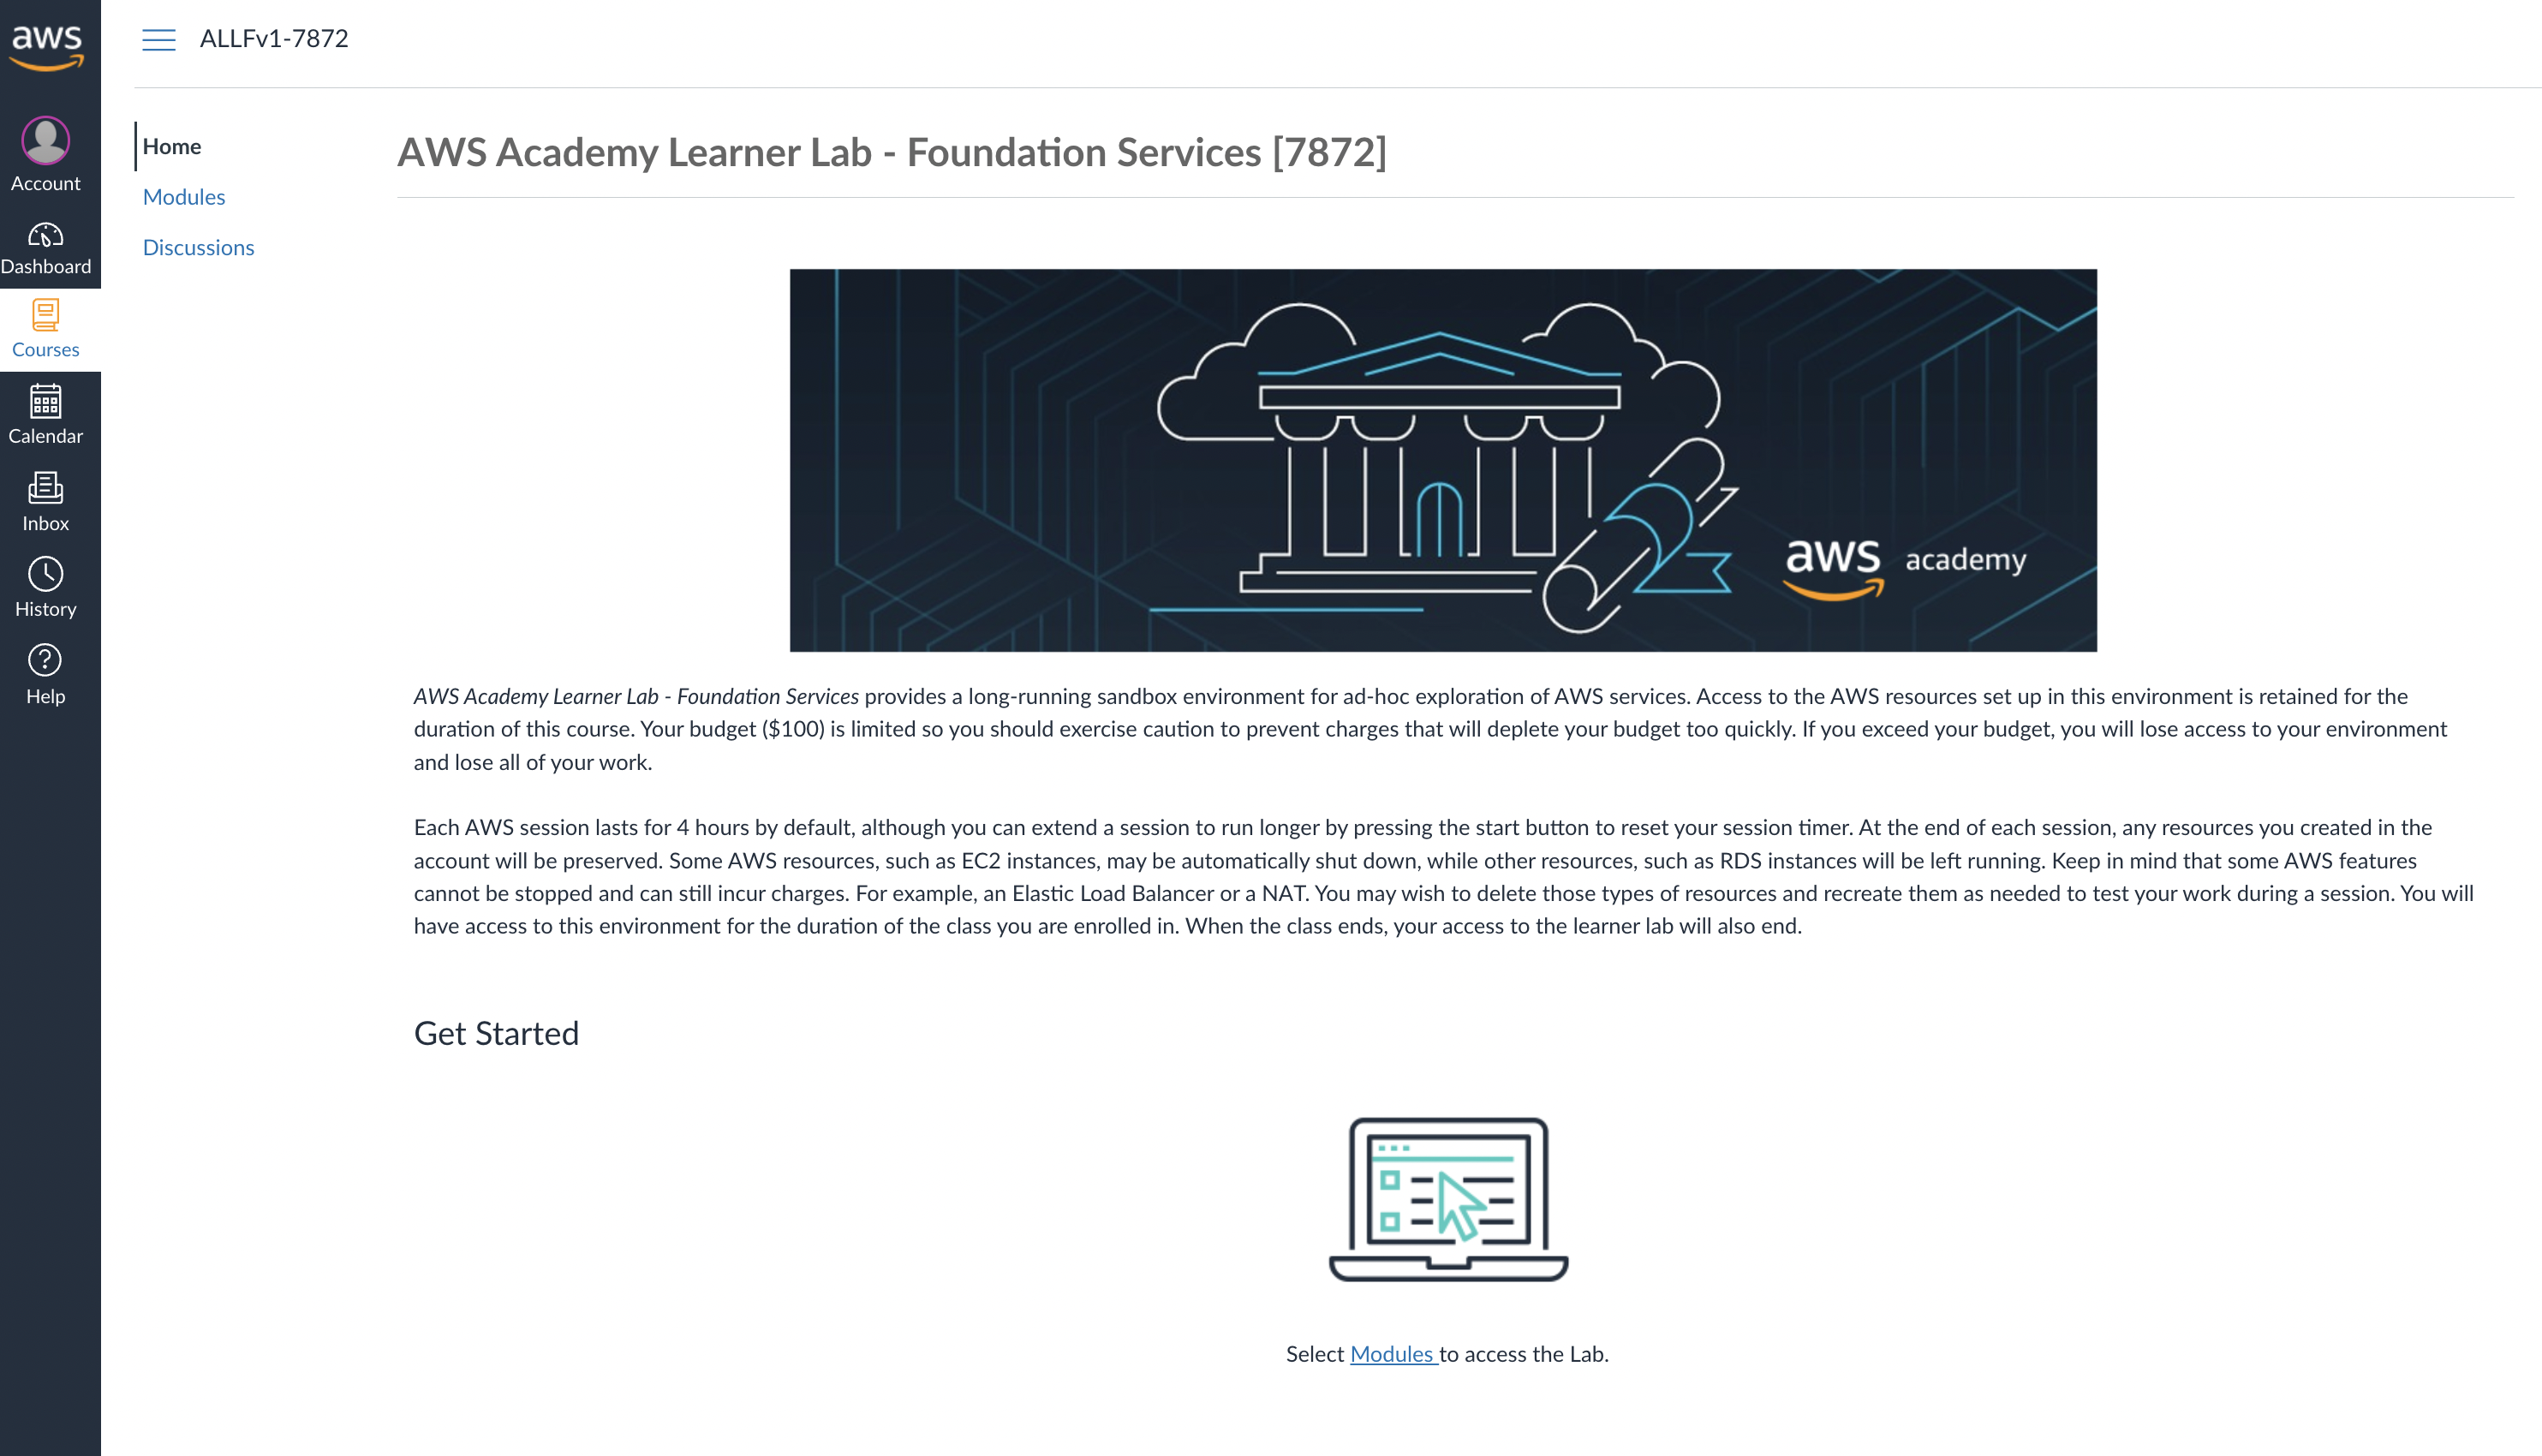 aws
ALLFv1-7872
Account
Dashboard
Courses
Calendar
Inbox
History
Help
Home
Modules
Discussions
AWS Academy Learner Lab - Foundation Services [7872]
aws academy
AWS Academy Learner Lab - Foundation Services provides a long-running sandbox environment for ad-hoc exploration of AWS services. Access to the AWS resources set up in this environment is retained for the
duration of this course. Your budget ($100) is limited so you should exercise caution to prevent charges that will deplete your budget too quickly. If you exceed your budget, you will lose access to your environment
and lose all of your work.
Each AWS session lasts for 4 hours by default, although you can extend a session to run longer by pressing the start button to reset your session timer. At the end of each session, any resources you created in the
account will be preserved. Some AWS resources, such as EC2 instances, may be automatically shut down, while other resources, such as RDS instances will be left running. Keep in mind that some AWS features
cannot be stopped and can still incur charges. For example, an Elastic Load Balancer or a NAT. You may wish to delete those types of resources and recreate them as needed to test your work during a session. You will
have access to this environment for the duration of the class you are enrolled in. When the class ends, your access to the learner lab will also end.
Get Started
Select Modules to access the Lab.